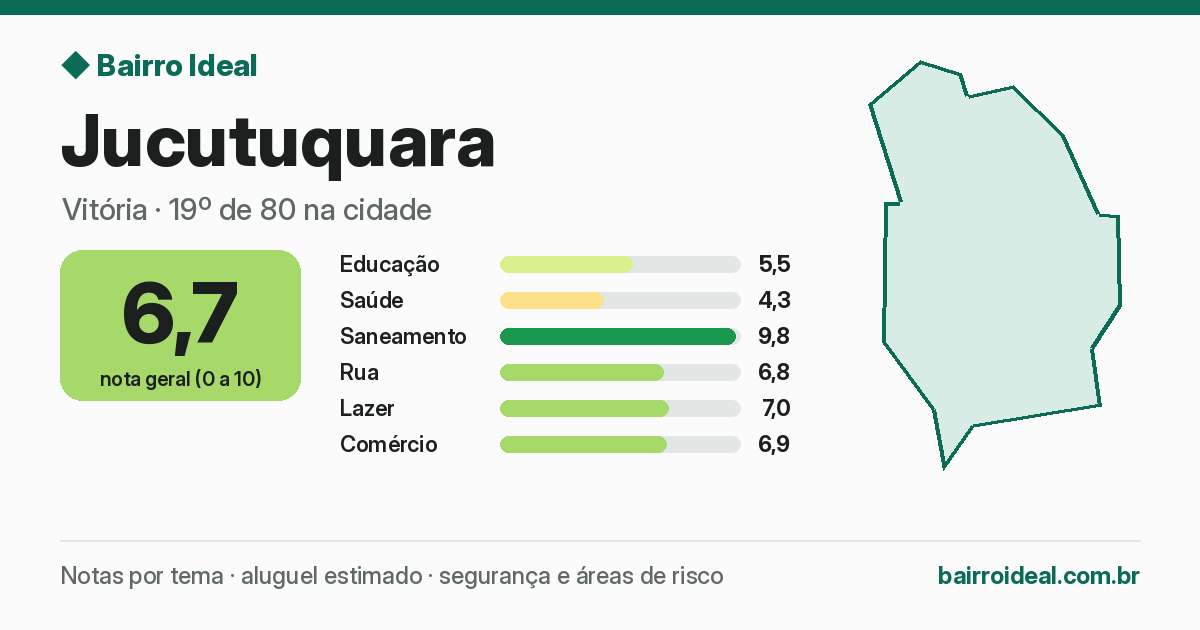 Bairro Ideal
Jucutuquara
Vitória · 19º de 80 na cidade
6,7
nota geral (0 a 10)
Educação 5,5
Saúde 4,3
Saneamento 9,8
Rua 6,8
Lazer 7,0
Comércio 6,9
Notas por tema · aluguel estimado · segurança e áreas de risco
bairroideal.com.br